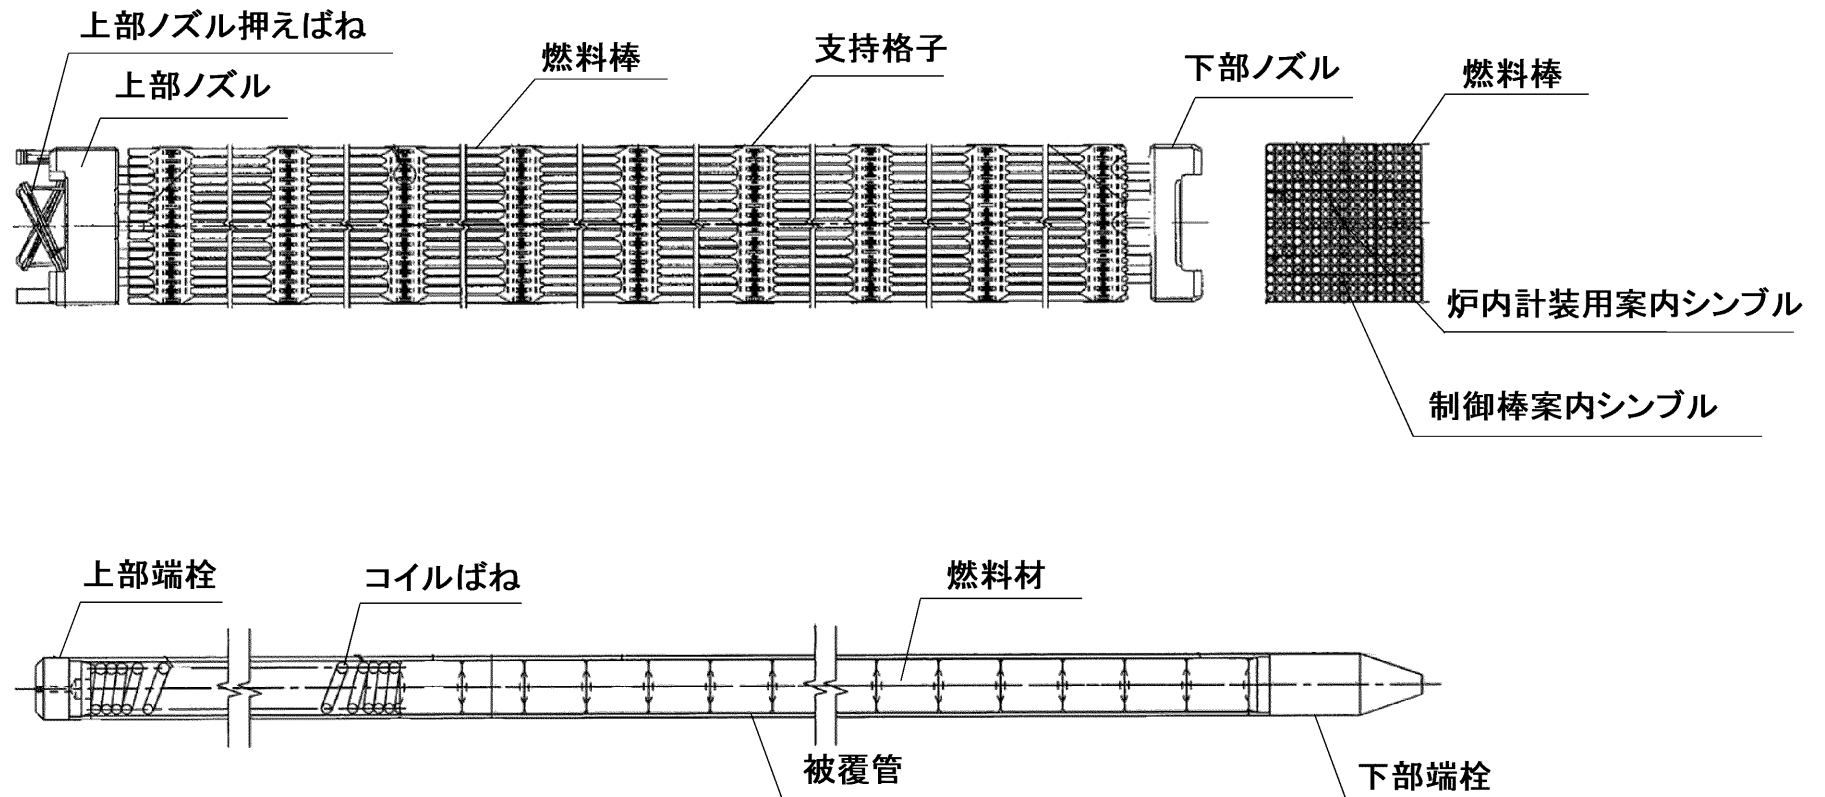 上部ノズル押えばね
上部ノズル
燃料棒
支持格子
下部ノズル
燃料棒
炉内計装用案内シンブル
制御棒案内シンブル
上部端栓
コイルばね
燃料材
被覆管
下部端栓